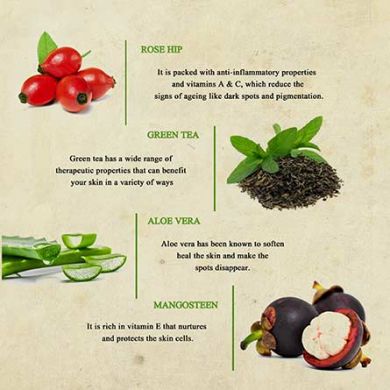 ROSE HIP
It is packed with anti-inflammatory properties
and vitamins A & C, which reduce the
signs of ageing like dark spots and pigmentation.
GREEN TEA
Green tea has a wide range of
therapeutic properties that can benefit
your skin in a variety of ways
ALOE VERA
Aloe vera has been known to soften
heal the skin and make the
spots disappear.
MANGOSTEEN
It is rich in vitamin E that nurtures
and protects the skin cells.